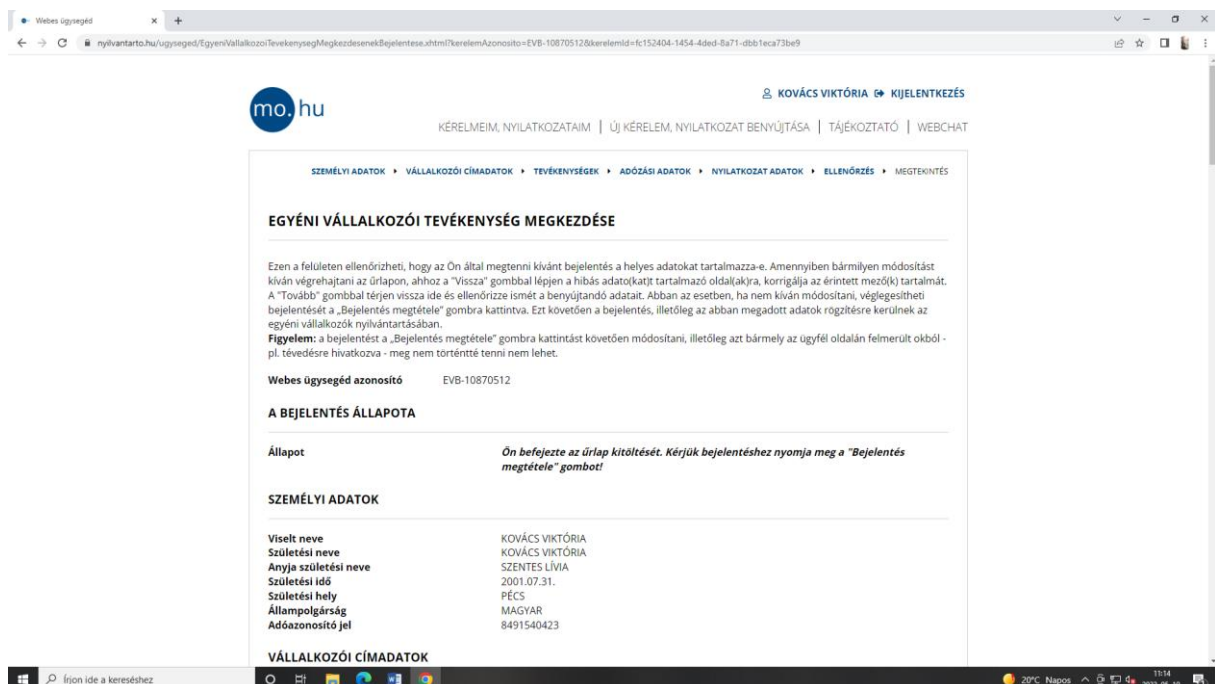 Webes ügysegéd
nyilvantarto.hu/ugyseged/EgyeniVallalkozoiTevekenysegMegkezdesenekBejelentese.xhtml?kerelemAzonosito=EVB-10870512&kerelemId=fc152404-1454-4ded-8a71-dbb1eca73be9
mo.hu
KOVÁCS VIKTÓRIA KIJELENTKEZÉS
KÉRELMEIM, NYILATKOZATAIM | ÚJ KÉRELEM, NYILATKOZAT BENYÚJTÁSA | TÁJÉKOZTATÓ | WEBCHAT
SZEMÉLYI ADATOK VÁLLALKOZÓI CÍMADATOK TEVÉKENYSÉGEK ADÓZÁSI ADATOK NYILATKOZAT ADATOK ELLENŐRZÉS MEGTEKINTÉS
EGYÉNI VÁLLALKOZÓI TEVÉKENYSÉG MEGKEZDÉSE
Ezen a felületen ellenőrizheti, hogy az Ön által megtenni kívánt bejelentés a helyes adatokat tartalmazza-e. Amennyiben bármilyen módosítást
kíván végrehajtani az űrlapon, ahhoz a "Vissza" gombbal lépjen a hibás adato(kat)t tartalmazó oldal(ak)ra, korrigálja az érintett mező(k) tartalmát.
A "Tovább" gombbal térjen vissza ide és ellenőrizze ismét a benyújtandó adatait. Abban az esetben, ha nem kíván módosítani, véglegesítheti
bejelentését a „Bejelentés megtétele” gombra kattintva. Ezt követően a bejelentés, illetőleg az abban megadott adatok rögzítésre kerülnek az
egyéni vállalkozók nyilvántartásában.
Figyelem: a bejelentést a „Bejelentés megtétele” gombra kattintást követően módosítani, illetőleg azt bármely az ügyfél oldalán felmerült okból -
pl. tévedésre hivatkozva - meg nem történtté tenni nem lehet.
Webes ügysegéd azonosító EVB-10870512
A BEJELENTÉS ÁLLAPOTA
Állapot Ön befejezte az űrlap kitöltését. Kérjük bejelentéshez nyomja meg a "Bejelentés
megtétele" gombot!
SZEMÉLYI ADATOK
Viselt neve KOVÁCS VIKTÓRIA
Születési neve KOVÁCS VIKTÓRIA
Anyja születési neve SZENTES LÍVIA
Születési idő 2001.07.31.
Születési hely PÉCS
Állampolgárság MAGYAR
Adóazonosító jel 8491540423
VÁLLALKOZÓI CÍMADATOK
Írjon ide a kereséshez
20°C Napos
11:14